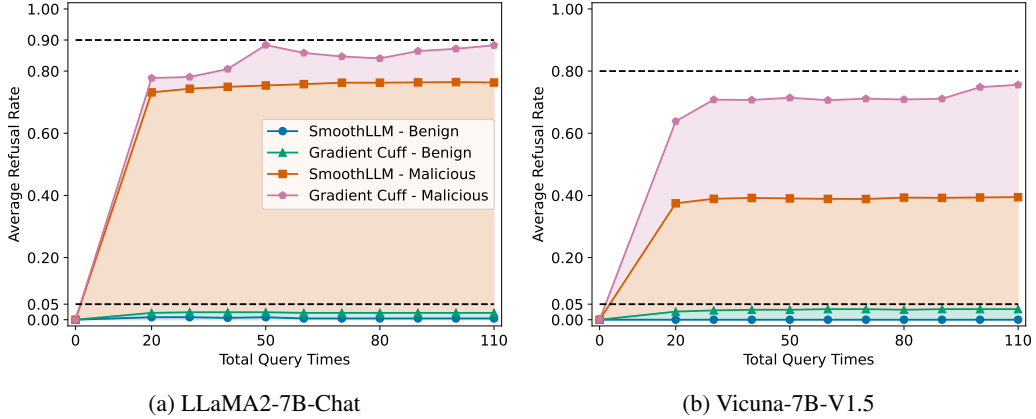 1.00
0.90
0.80
0.60
0.40
0.20
0.05
0.00
Average Refusal Rate
SmoothLLM - Benign
Gradient Cuff - Benign
SmoothLLM - Malicious
Gradient Cuff - Malicious
0 20 50 80 110
Total Query Times
(a) LLaMA2-7B-Chat
1.00
0.80
0.60
0.40
0.20
0.05
0.00
Average Refusal Rate
0 20 50 80 110
Total Query Times
(b) Vicuna-7B-V1.5